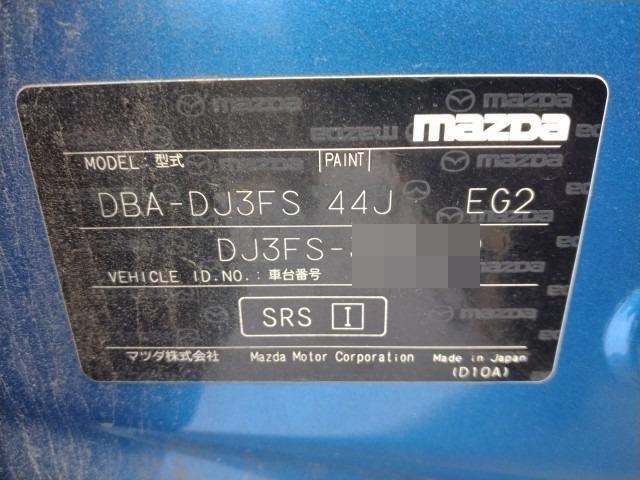 mazda
MODEL: 型式 PAINT
DBA-DJ3FS 44J EG2
DJ3FS-
VEHICLE ID.NO.: 車台番号
SRS I
マツダ株式会社 Mazda Motor Corporation Made in Japan
(D10A)